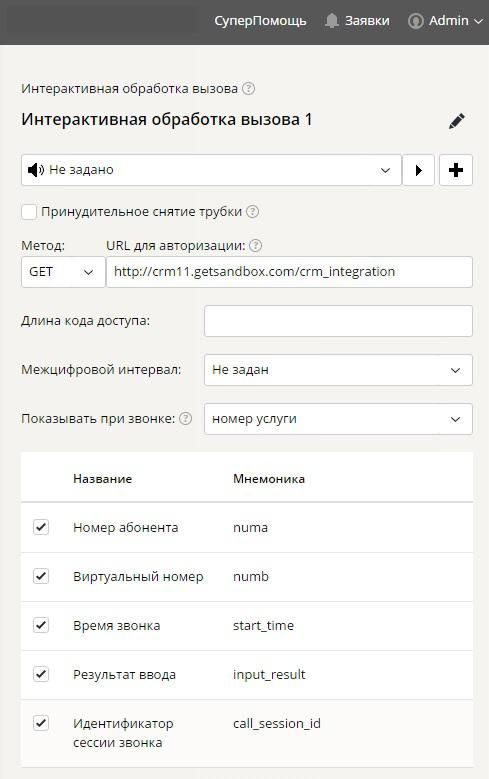 СуперПомощь Заявки Admin
Интерактивная обработка вызова ?
Интерактивная обработка вызова 1
Не задано
Принудительное снятие трубки ?
Метод: URL для авторизации: ?
GET http://crm11.getsandbox.com/crm_integration
Длина кода доступа:
Межцифровой интервал: Не задан
Показывать при звонке: ? номер услуги
Название Мнемоника
Номер абонента numa
Виртуальный номер numb
Время звонка start_time
Результат ввода input_result
Идентификатор call_session_id
сессии звонка